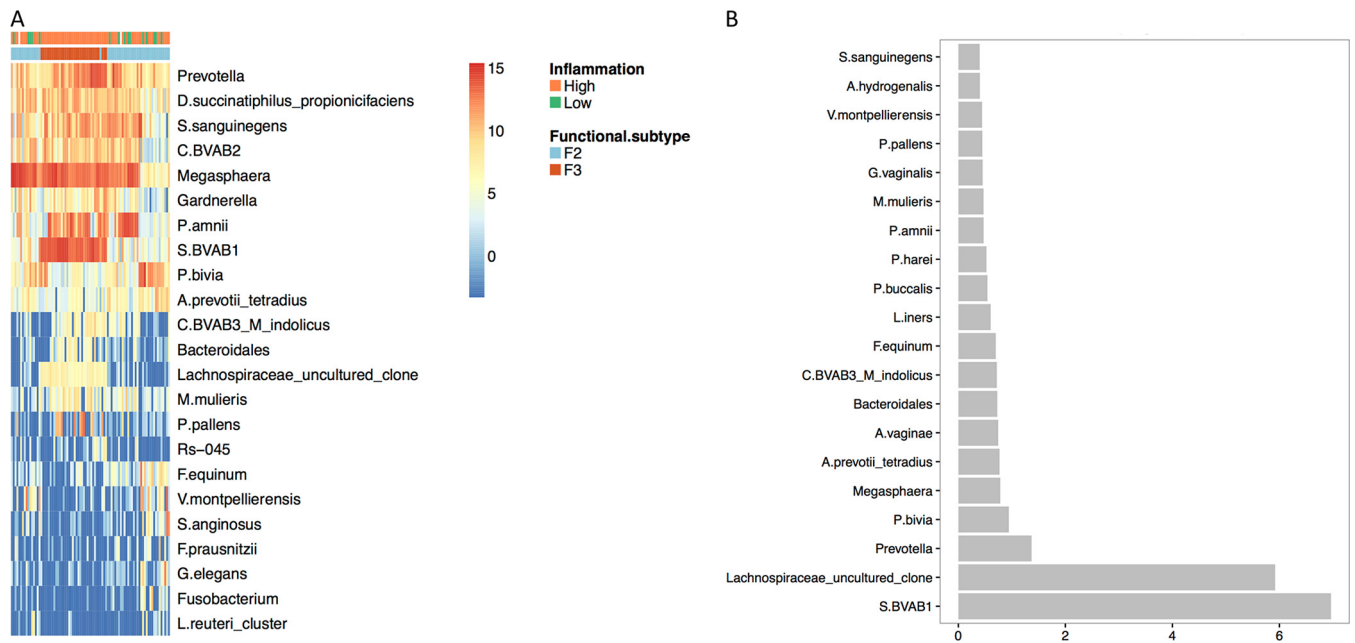 A
Prevotella
D.succinatiphilus_propionicifaciens
S.sanguinegens
C.BVAB2
Megasphaera
Gardnerella
P.amnii
S.BVAB1
P.bivia
A.prevotii_tetradius
C.BVAB3_M_indolicus
Bacteroidales
Lachnospiraceae_uncultured_clone
M.mulieris
P.pallens
Rs-045
F.equinum
V.montpellierensis
S.anginosus
F.prausnitzii
G.elegans
Fusobacterium
L.reuteri_cluster
15
10
5
0
Inflammation
High
Low
Functional.subtype
F2
F3
B
S.sanguinegens
A.hydrogenalis
V.montpellierensis
P.pallens
G.vaginalis
M.mulieris
P.amnii
P.harei
P.buccalis
L.iners
F.equinum
C.BVAB3_M_indolicus
Bacteroidales
A.vaginae
A.prevotii_tetradius
Megasphaera
P.bivia
Prevotella
Lachnospiraceae_uncultured_clone
S.BVAB1
0 2 4 6